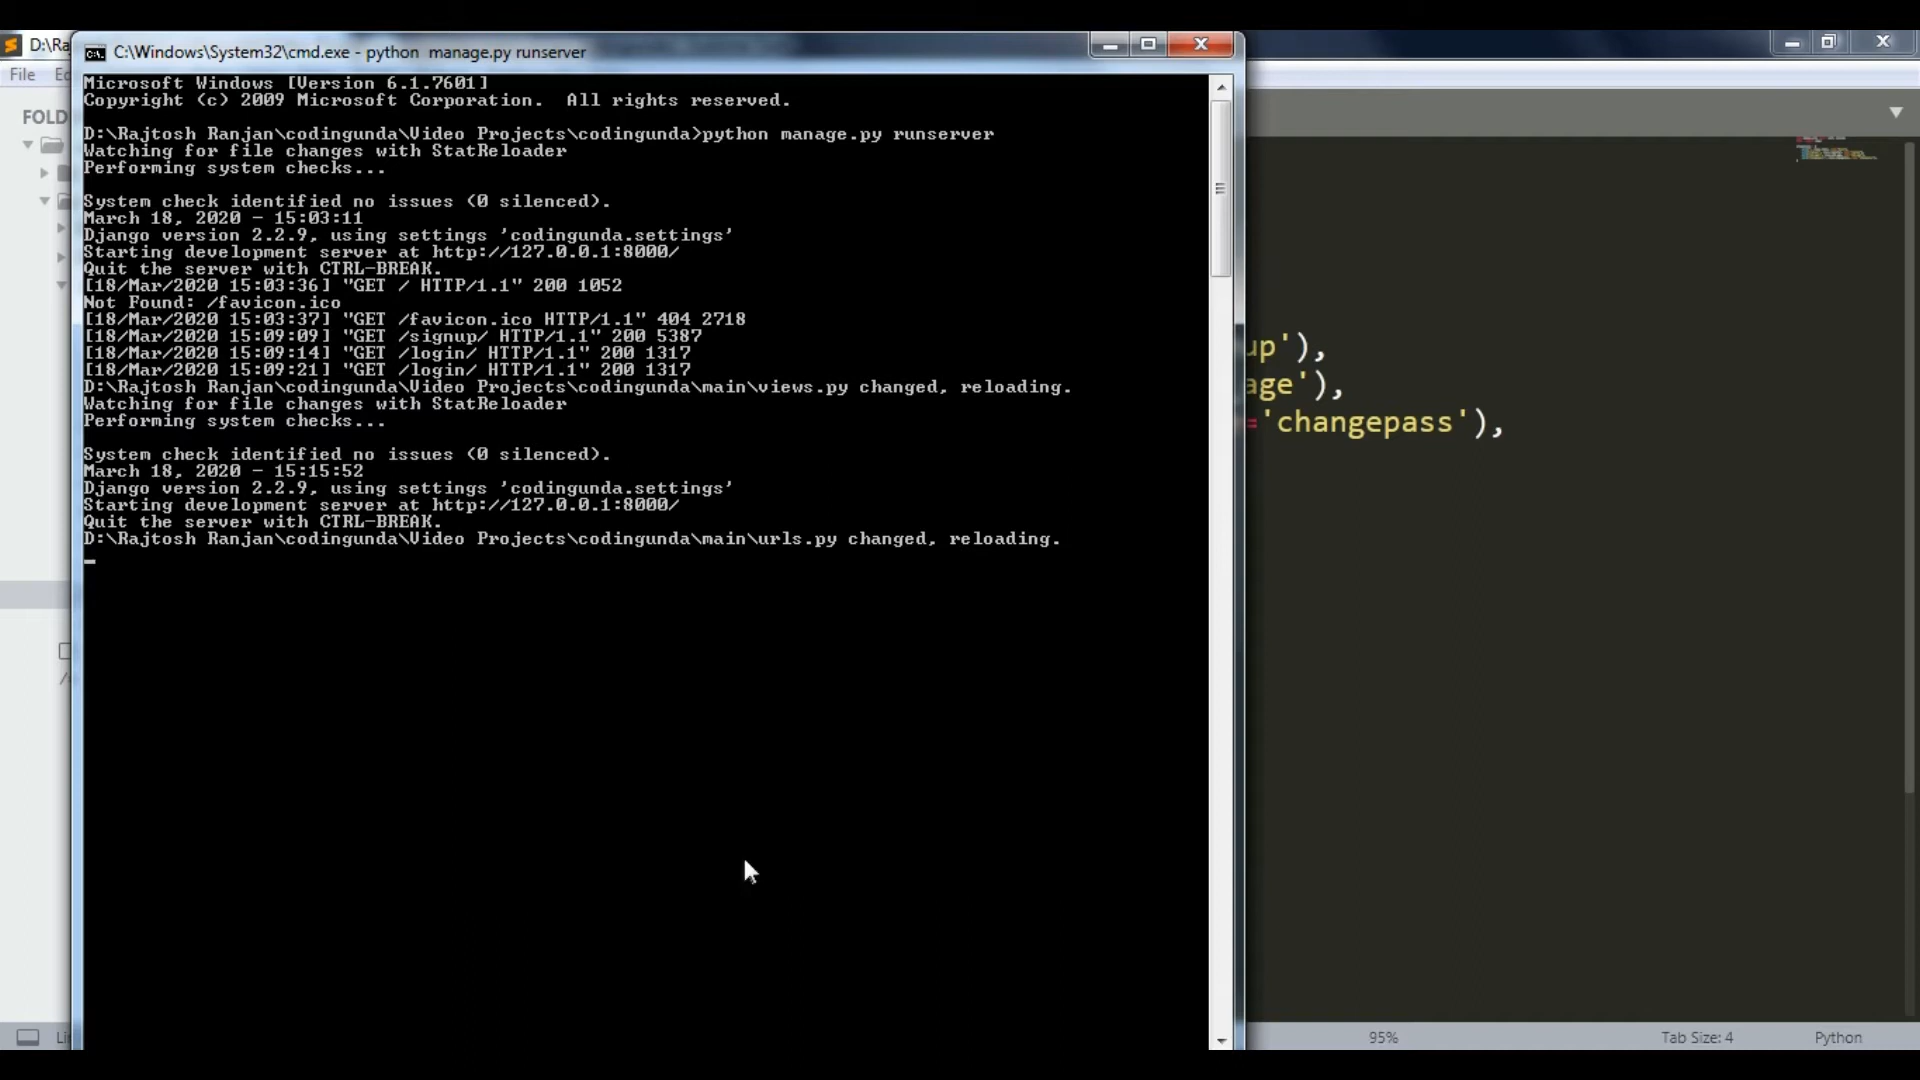 D:\Ra
C:\Windows\System32\cmd.exe - python  manage.py runserver
File
FOLD
Microsoft Windows [Version 6.1.7601]
Copyright (c) 2009 Microsoft Corporation.  All rights reserved.
D:\Rajtosh Ranjan\codingunda\Video Projects\codingunda>python manage.py runserver
Watching for file changes with StatReloader
Performing system checks...
System check identified no issues (0 silenced).
March 18, 2020 - 15:03:11
Django version 2.2.9, using settings 'codingunda.settings'
Starting development server at http://127.0.0.1:8000/
Quit the server with CTRL-BREAK.
[18/Mar/2020 15:03:36] "GET / HTTP/1.1" 200 1052
Not Found: /favicon.ico
[18/Mar/2020 15:03:37] "GET /favicon.ico HTTP/1.1" 404 2718
[18/Mar/2020 15:09:09] "GET /signup/ HTTP/1.1" 200 5387
[18/Mar/2020 15:09:14] "GET /login/ HTTP/1.1" 200 1317
[18/Mar/2020 15:09:21] "GET /login/ HTTP/1.1" 200 1317
D:\Rajtosh Ranjan\codingunda\Video Projects\codingunda\main\views.py changed, reloading.
Watching for file changes with StatReloader
Performing system checks...
System check identified no issues (0 silenced).
March 18, 2020 - 15:15:52
Django version 2.2.9, using settings 'codingunda.settings'
Starting development server at http://127.0.0.1:8000/
Quit the server with CTRL-BREAK.
D:\Rajtosh Ranjan\codingunda\Video Projects\codingunda\main\urls.py changed, reloading.
up'),
age'),
='changepass'),
95%
Tab Size: 4
Python